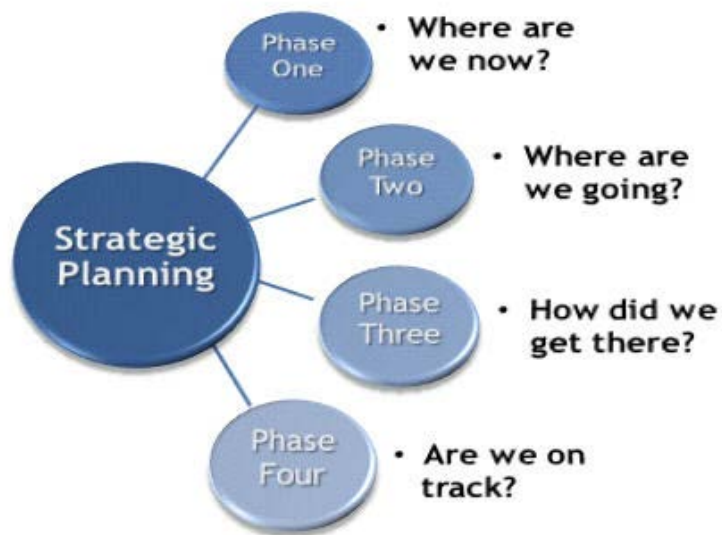 Strategic
Planning
Phase
One
• Where are
we now?
Phase
Two
• Where are
we going?
Phase
Three
• How did we
get there?
Phase
Four
• Are we on
track?